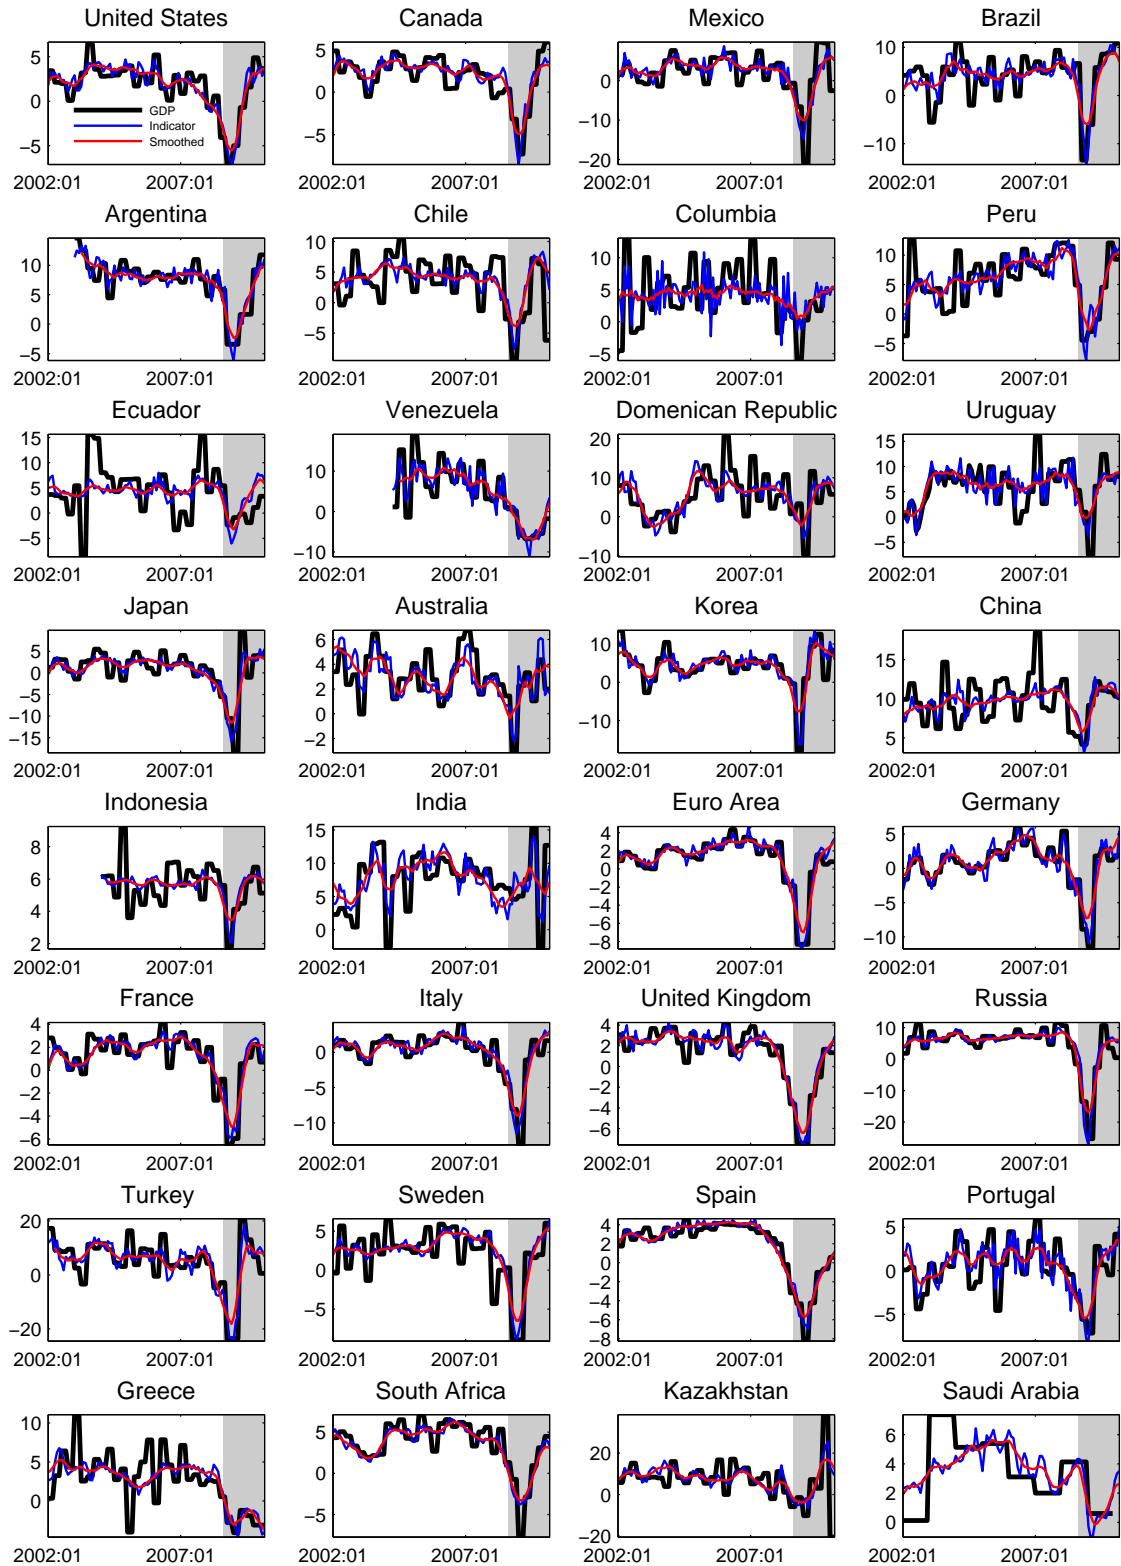 United States Canada Mexico Brazil
5 5 10
5
0 0 0 0
GDP
Indicator −10
−5 Smoothed −5 −10
−20
2002:01 2007:01 2002:01 2007:01 2002:01 2007:01 2002:01 2007:01
Argentina Chile Columbia Peru
10 10 10 10
5 5 5 5
0 0 0 0
−5 −5 −5 −5
2002:01 2007:01 2002:01 2007:01 2002:01 2007:01 2002:01 2007:01
Ecuador Venezuela Domenican Republic Uruguay
15 20 15
10 10 10 10
5 5
0 0 0 0
−5 −10 −10 −5
2002:01 2007:01 2002:01 2007:01 2002:01 2007:01 2002:01 2007:01
Japan Australia Korea China
5 6 10 15
0 4
−5 2 0 10
−10 0
−15 −2 −10 5
2002:01 2007:01 2002:01 2007:01 2002:01 2007:01 2002:01 2007:01
Indonesia India Euro Area Germany
8 15 4 5
2
6 10 0 0
−2
4 5 −4 −5
−6
2 0 −8 −10
2002:01 2007:01 2002:01 2007:01 2002:01 2007:01 2002:01 2007:01
France Italy United Kingdom Russia
4 4 10
2 0 2 0
0 0
−2 −5 −2 −10
−4 −4
−6 −10 −6 −20
2002:01 2007:01 2002:01 2007:01 2002:01 2007:01 2002:01 2007:01
Turkey Sweden Spain Portugal
20 5 4 5
2
0 0 0 0
−2
−4
−20 −5 −6 −5
−8
2002:01 2007:01 2002:01 2007:01 2002:01 2007:01 2002:01 2007:01
Greece South Africa Kazakhstan Saudi Arabia
10 5 20 6
5 4
0 0 2
0 −5 −20 0
2002:01 2007:01 2002:01 2007:01 2002:01 2007:01 2002:01 2007:01